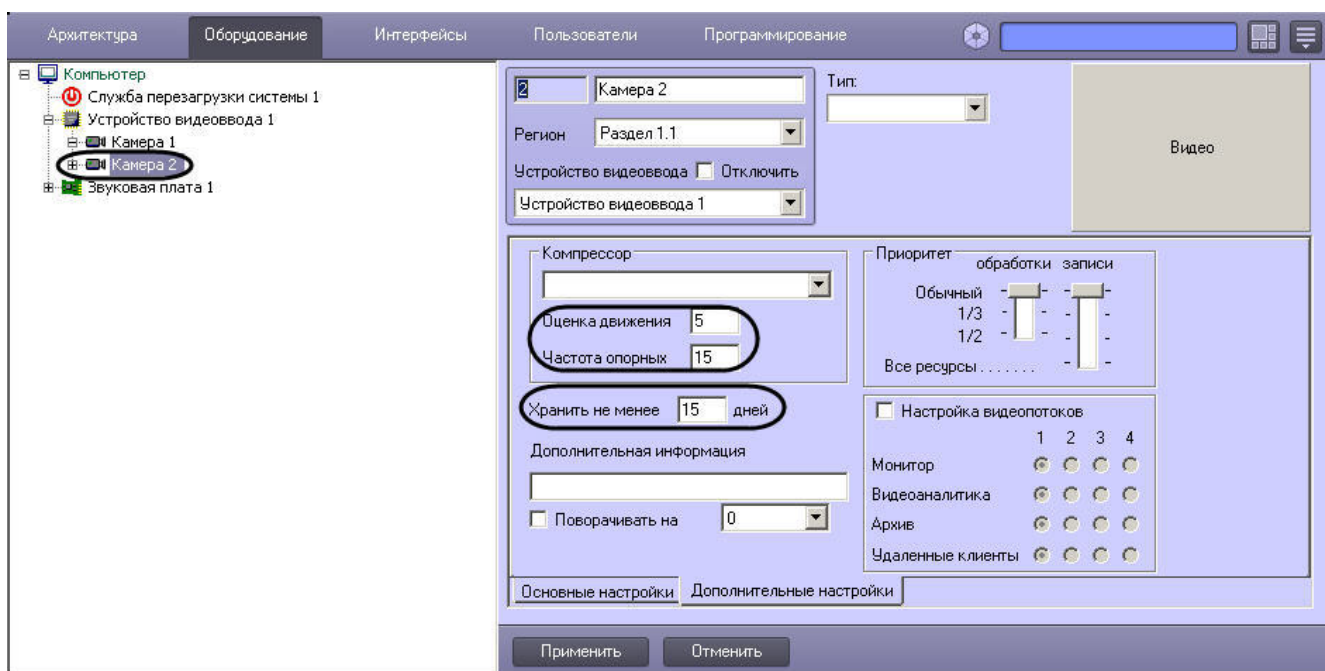 Архитектура Оборудование Интерфейсы Пользователи Программирование
Компьютер
Служба перезагрузки системы 1
Устройство видеоввода 1
Камера 1
Камера 2
Звуковая плата 1
2 Камера 2
Регион Раздел 1.1
Устройство видеоввода Отключить
Устройство видеоввода 1
Тип:
Видео
Компрессор
Оценка движения 5
Частота опорных 15
Хранить не менее 15 дней
Дополнительная информация
Поворачивать на 0
Приоритет
обработки записи
Обычный
1/3
1/2
Все ресурсы . . . . . . .
Настройка видеопотоков
1 2 3 4
Монитор
Видеоаналитика
Архив
Удаленные клиенты
Основные настройки Дополнительные настройки
Применить Отменить